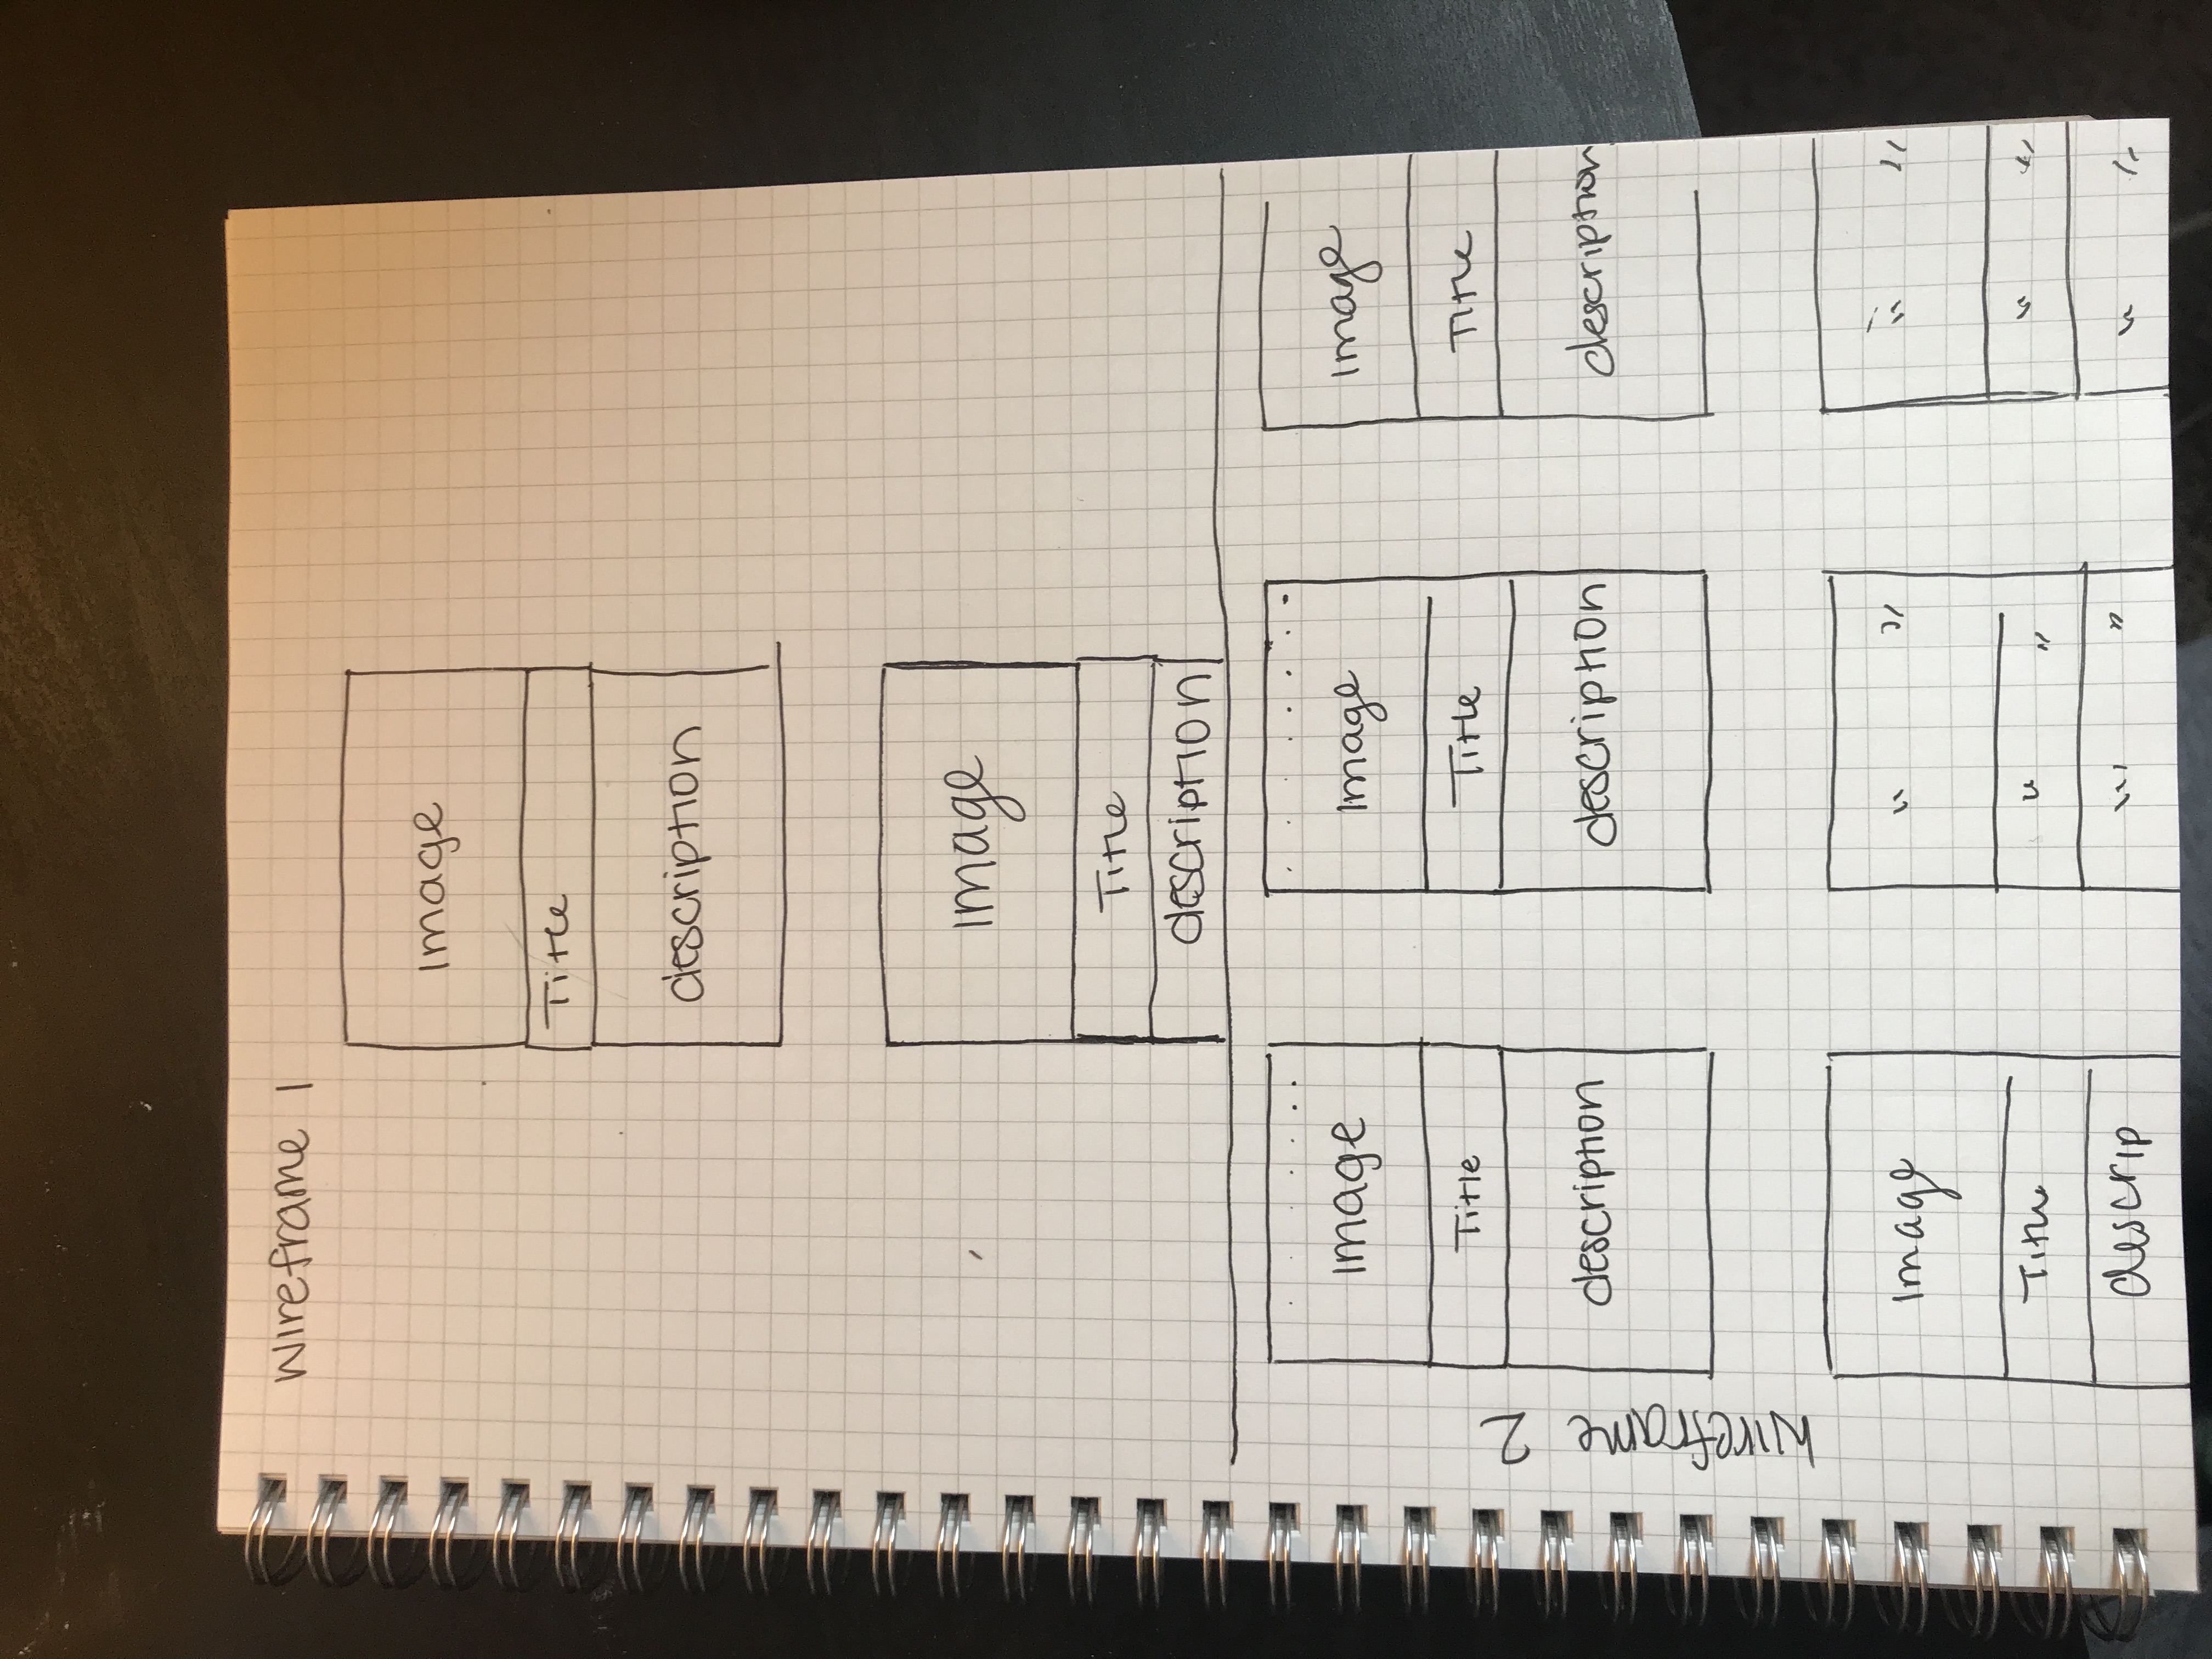 Wireframe 1
image
Title
description
image
Title
description
Wireframe 2
image image image
Title Title Title
description description description
image " " " "
Title " " " "
descrip " " " "